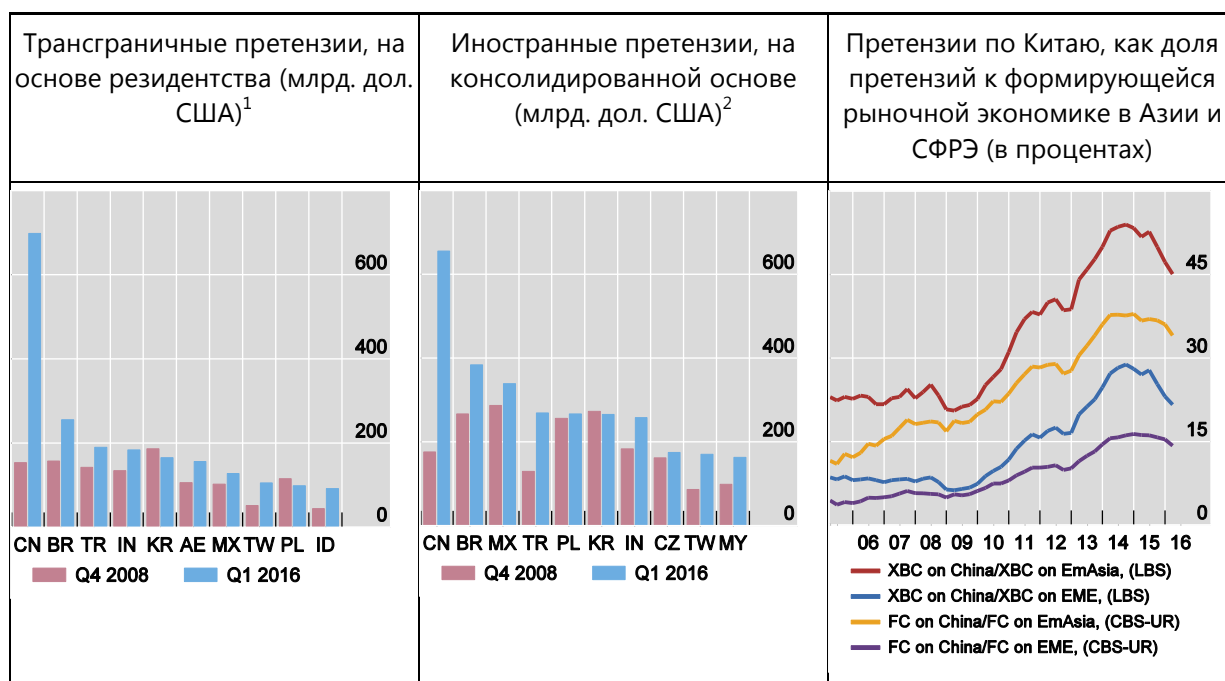 Трансграничные претензии, на
основе резидентства (млрд. дол.
США)1
Иностранные претензии, на
консолидированной основе
(млрд. дол. США)2
Претензии по Китаю, как доля
претензий к формирующейся
рыночной экономике в Азии и
СФРЭ (в процентах)
600
400
200
0
CN BR TR IN KR AE MX TW PL ID
Q4 2008 Q1 2016
600
400
200
0
CN BR MX TR PL KR IN CZ TW MY
Q4 2008 Q1 2016
45
30
15
0
06 07 08 09 10 11 12 13 14 15 16
XBC on China/XBC on EmAsia, (LBS)
XBC on China/XBC on EME, (LBS)
FC on China/FC on EmAsia, (CBS-UR)
FC on China/FC on EME, (CBS-UR)